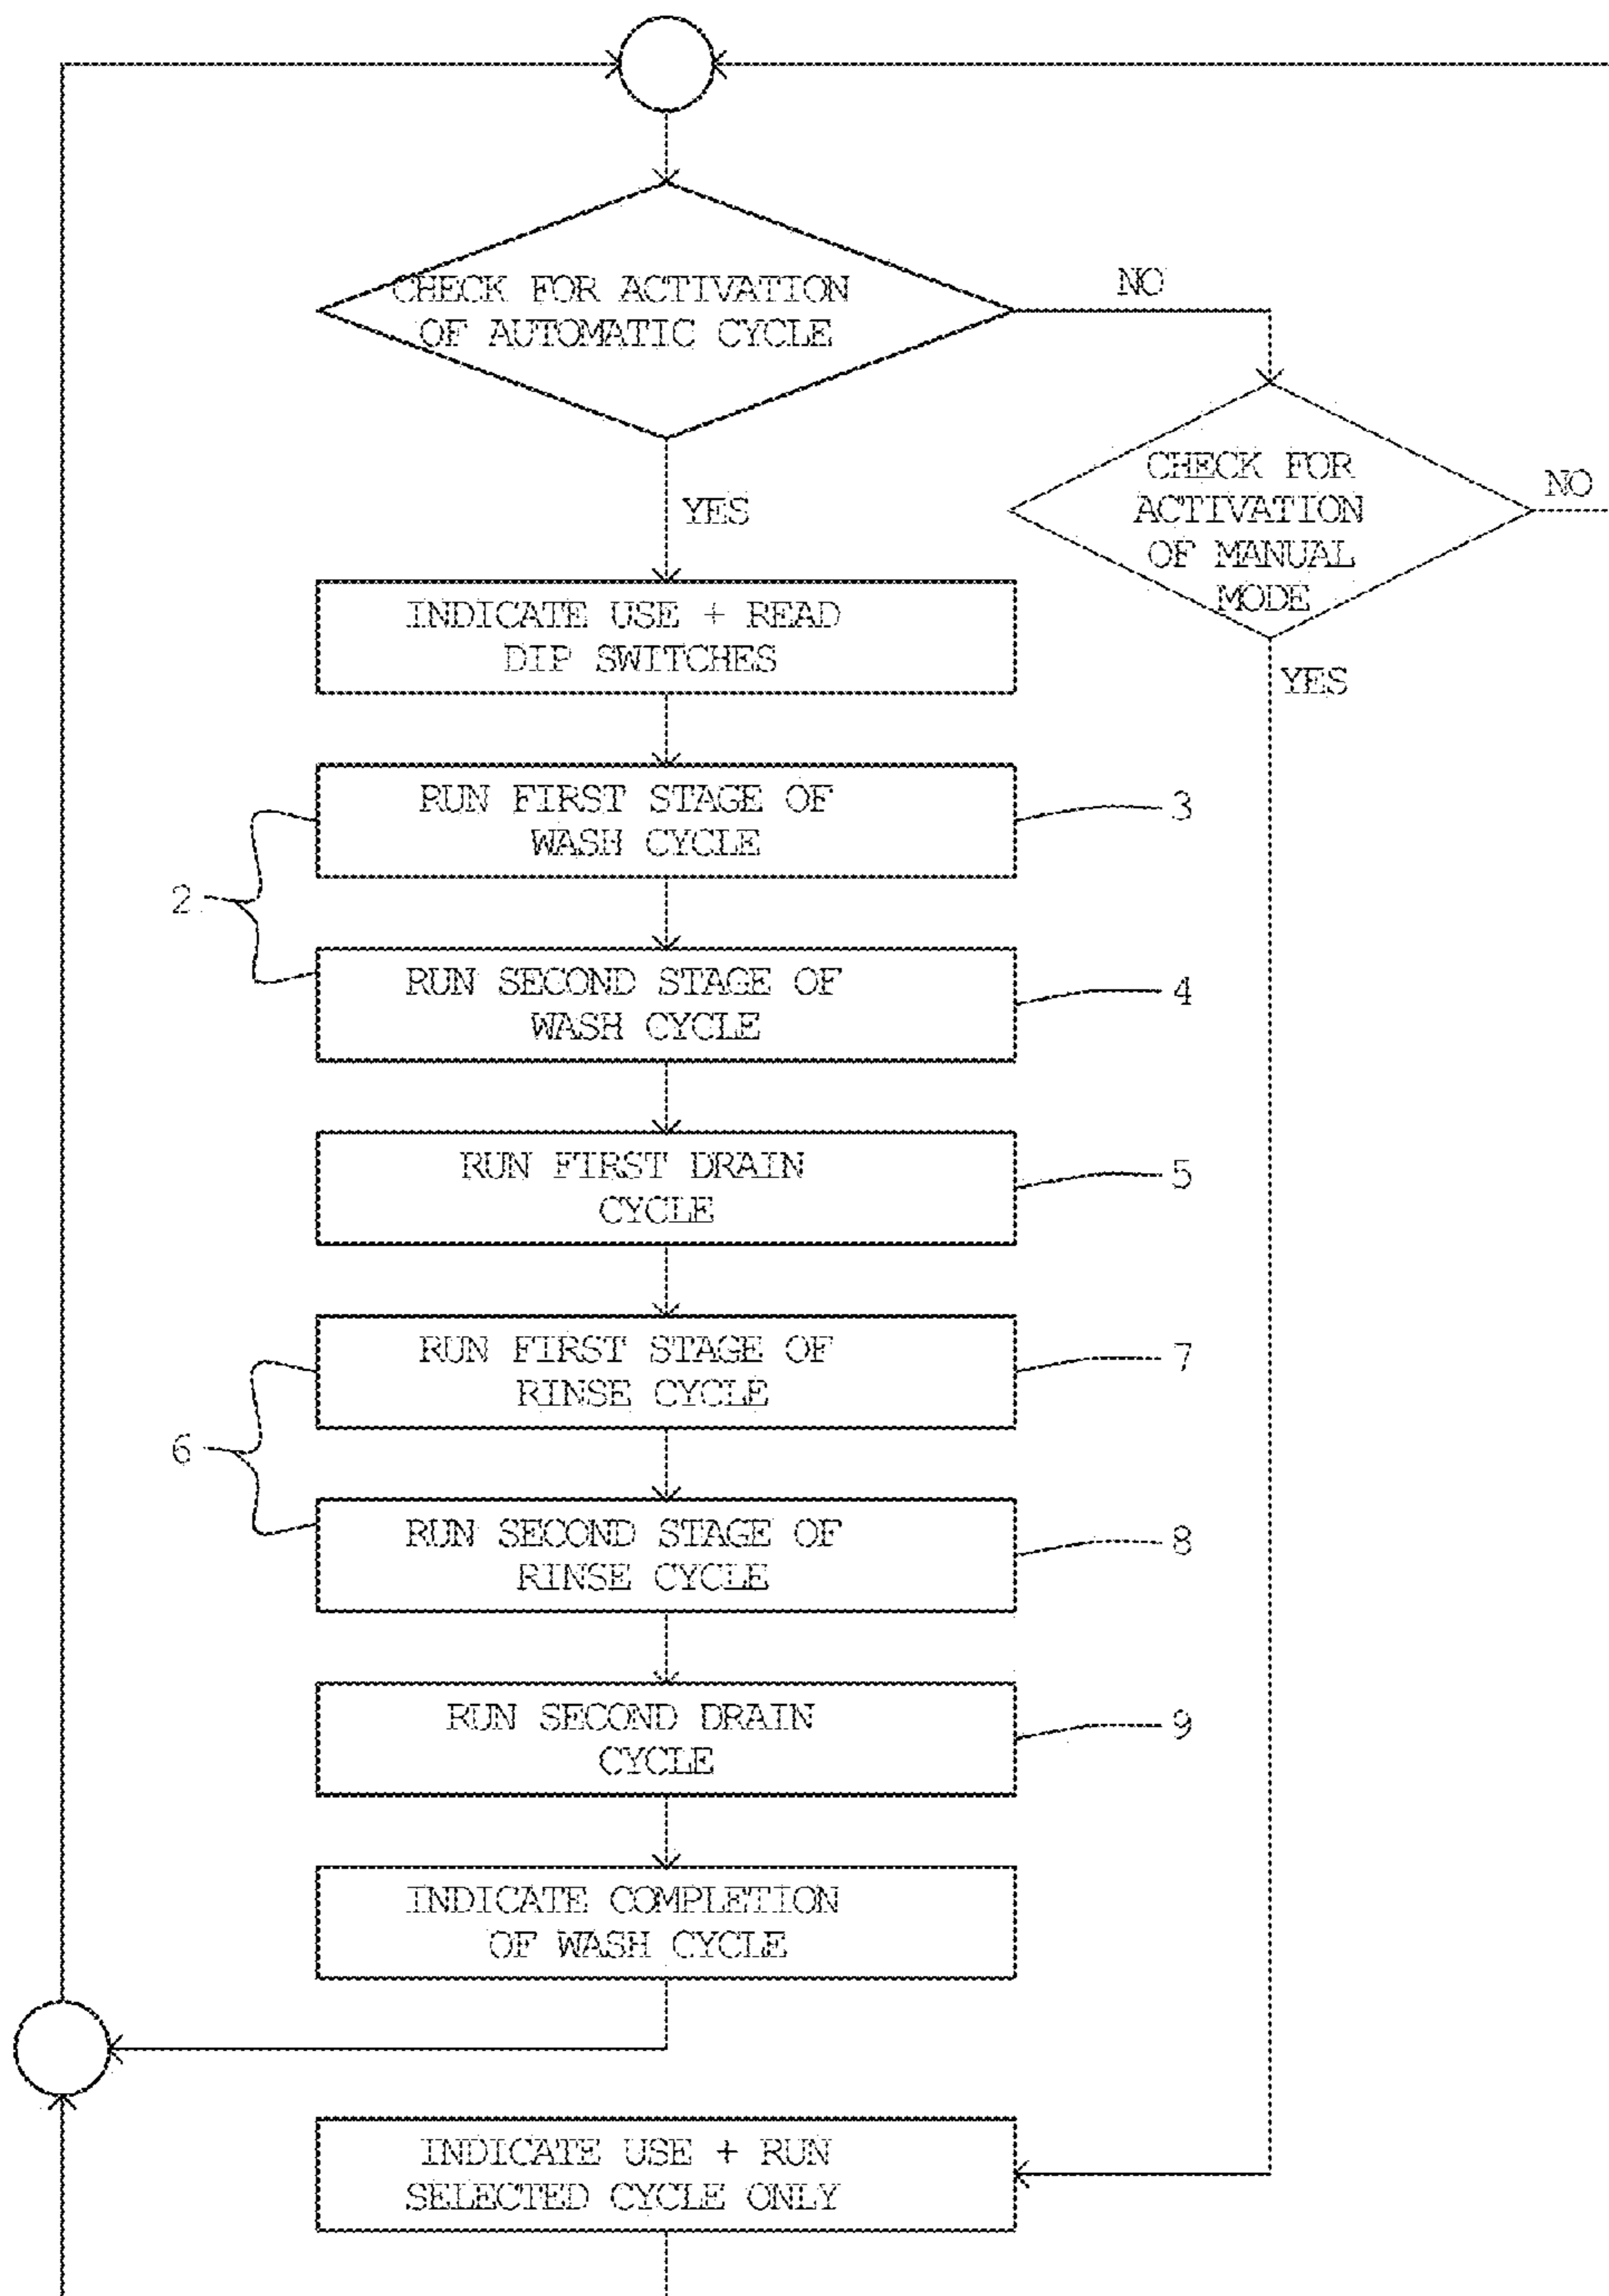 CHECK FOR ACTIVATION
OF AUTOMATIC CYCLE
NO
CHECK FOR
ACTIVATION
OF MANUAL
MODE
NO
YES
YES
INDICATE USE + READ
DIP SWITCHES
RUN FIRST STAGE OF
WASH CYCLE
3
2
RUN SECOND STAGE OF
WASH CYCLE
4
RUN FIRST DRAIN
CYCLE
5
RUN FIRST STAGE OF
RINSE CYCLE
7
6
RUN SECOND STAGE OF
RINSE CYCLE
8
RUN SECOND DRAIN
CYCLE
9
INDICATE COMPLETION
OF WASH CYCLE
INDICATE USE + RUN
SELECTED CYCLE ONLY